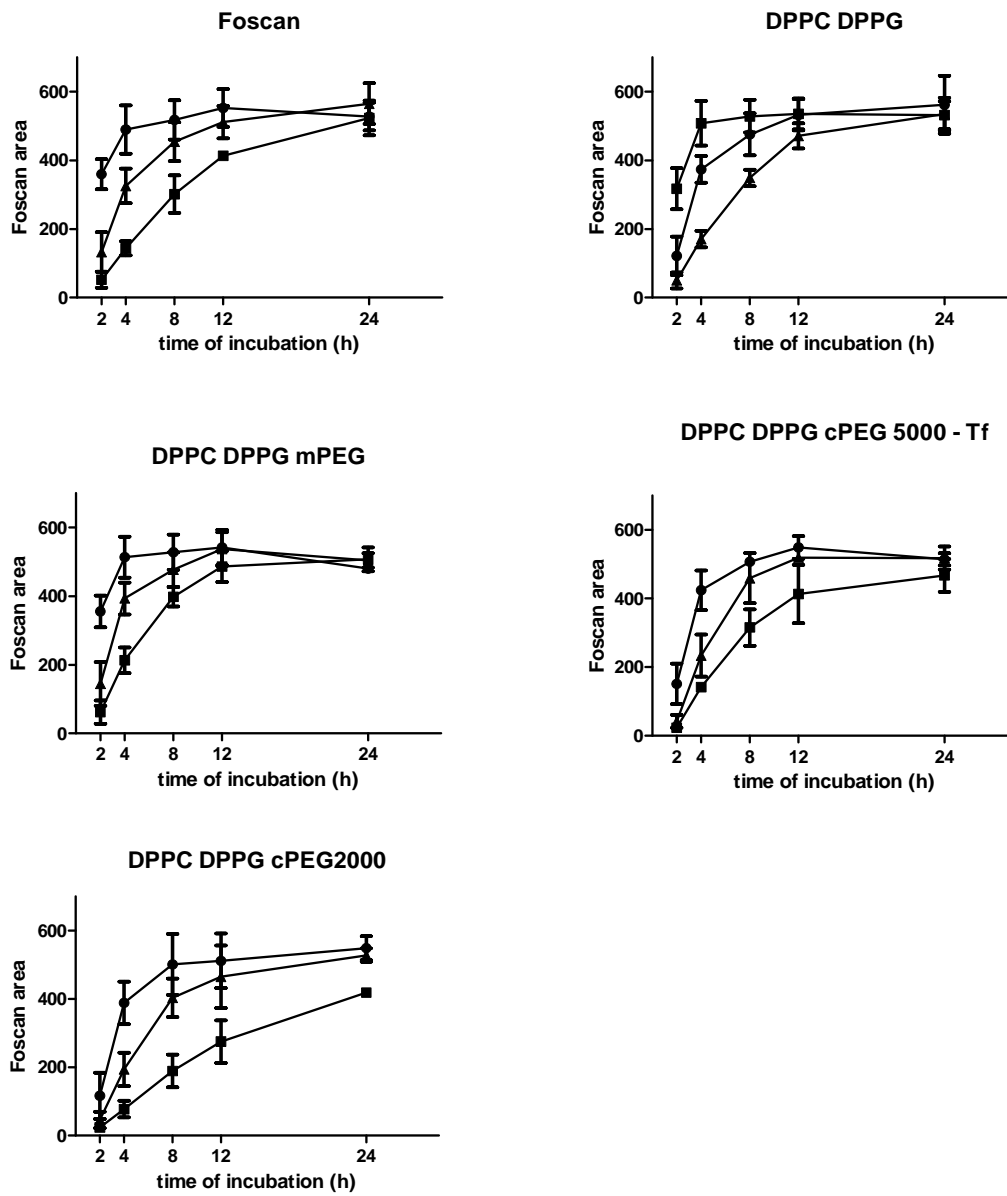 Foscan
Foscan area
600
400
200
0
2 4 8 12 24
time of incubation (h)
DPPC DPPG
Foscan area
600
400
200
0
2 4 8 12 24
time of incubation (h)
DPPC DPPG mPEG
Foscan area
600
400
200
0
2 4 8 12 24
time of incubation (h)
DPPC DPPG cPEG 5000 - Tf
Foscan area
600
400
200
0
2 4 8 12 24
time of incubation (h)
DPPC DPPG cPEG2000
Foscan area
600
400
200
0
2 4 8 12 24
time of incubation (h)